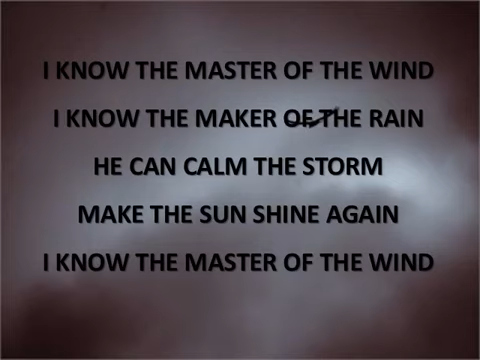 I KNOW THE MASTER OF THE WIND
I KNOW THE MAKER OF THE RAIN
HE CAN CALM THE STORM
MAKE THE SUN SHINE AGAIN
I KNOW THE MASTER OF THE WIND